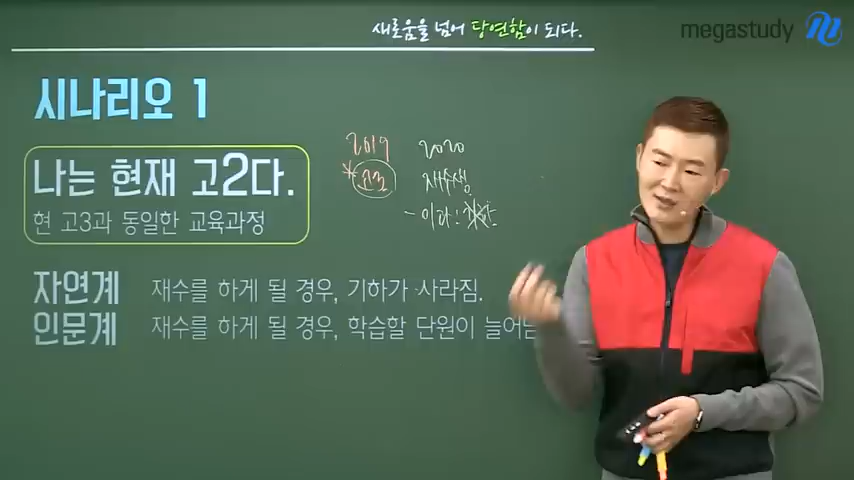 새로움을 넘어 당연함이 되다.
megastudy
시나리오 1
나는 현재 고2다.
현 고3과 동일한 교육과정
2019 2020
*고3 재수생
자연계 재수를 하게 될 경우, 기하가 사라짐.
인문계 재수를 하게 될 경우, 학습할 단원이 늘어남